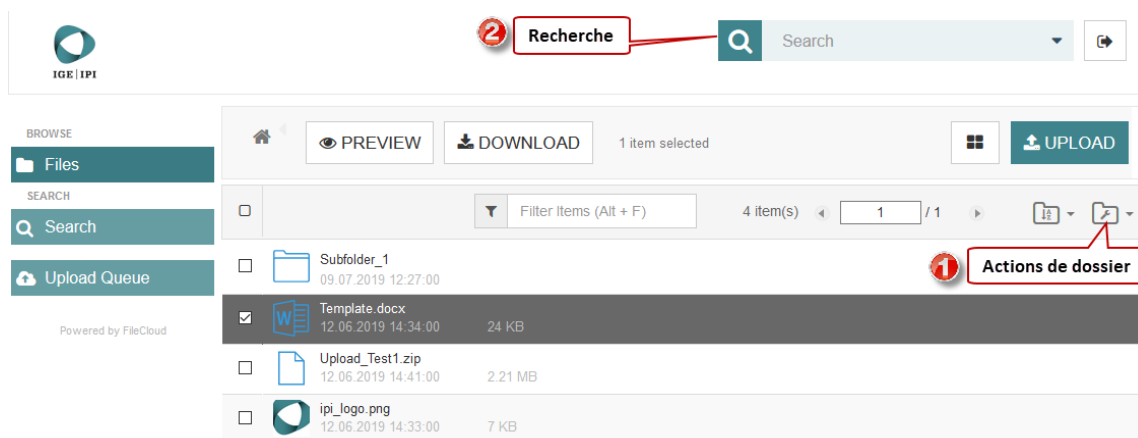 2 Recherche
Search
IGE | IPI
BROWSE
Files
SEARCH
Search
Upload Queue
Powered by FileCloud
PREVIEW
DOWNLOAD
1 item selected
UPLOAD
Filter Items (Alt + F)
4 item(s)
1
/ 1
1 Actions de dossier
Subfolder_1
09.07.2019 12:27:00
Template.docx
12.06.2019 14:34:00 24 KB
Upload_Test1.zip
12.06.2019 14:41:00 2.21 MB
ipi_logo.png
12.06.2019 14:33:00 7 KB